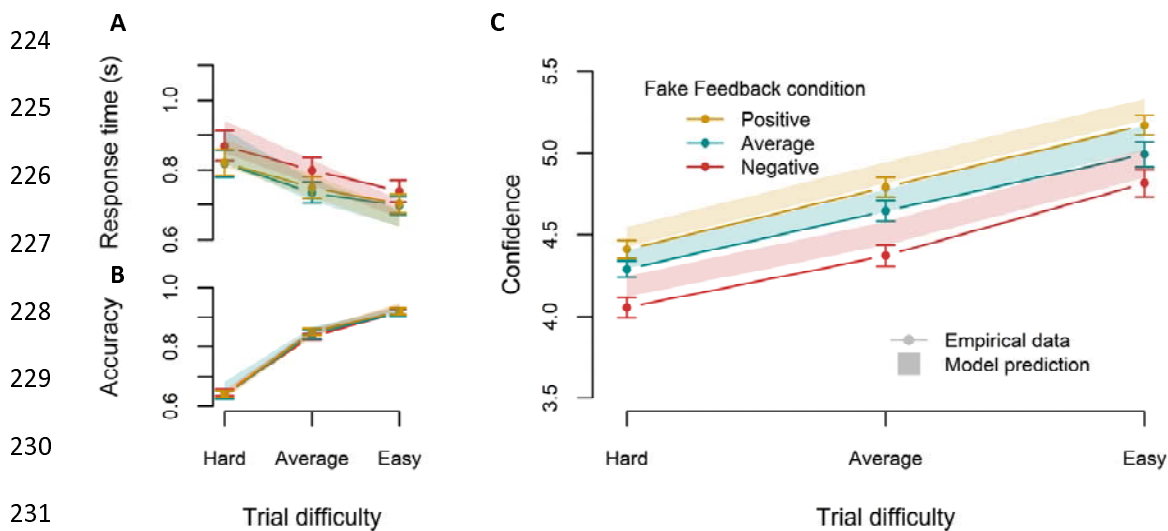 224
225
226
227
228
229
230
231
A
Response time (s)
1.0
0.8
0.6
B
Accuracy
1.0
0.8
0.6
Hard Average Easy
Trial difficulty
C
Confidence
5.5
5.0
4.5
4.0
3.5
Fake Feedback condition
Positive
Average
Negative
Empirical data
Model prediction
Hard Average Easy
Trial difficulty